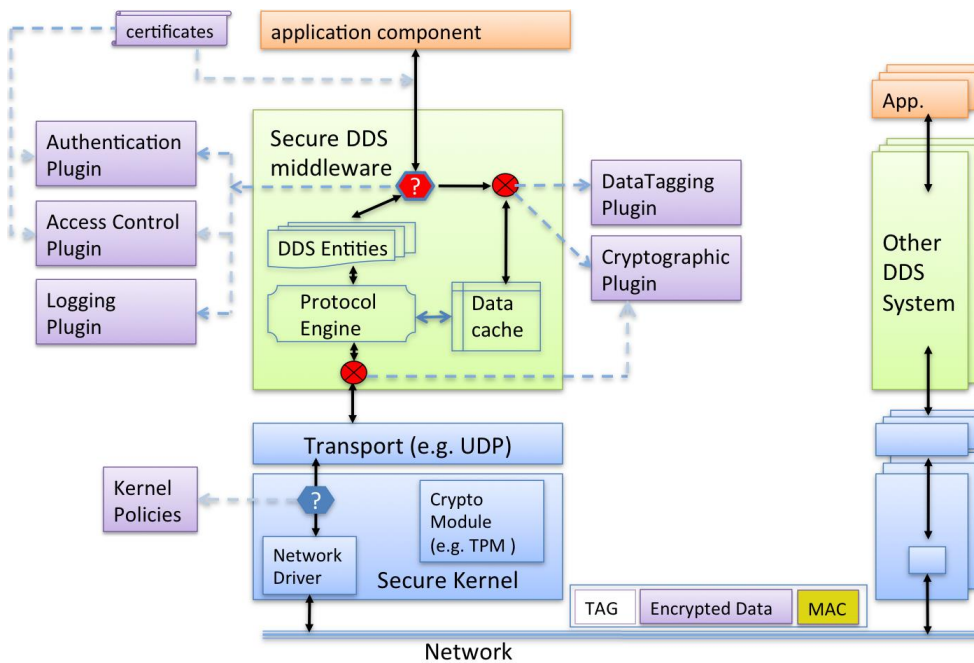 certificates
application component
App.
Authentication
Plugin
Secure DDS
middleware
?
DataTagging
Plugin
Access Control
Plugin
DDS Entities
Cryptographic
Plugin
Other
DDS
System
Logging
Plugin
Protocol
Engine
Data
cache
Transport (e.g. UDP)
Kernel
Policies
?
Crypto
Module
(e.g. TPM )
Network
Driver
Secure Kernel
TAG
Encrypted Data
MAC
Network